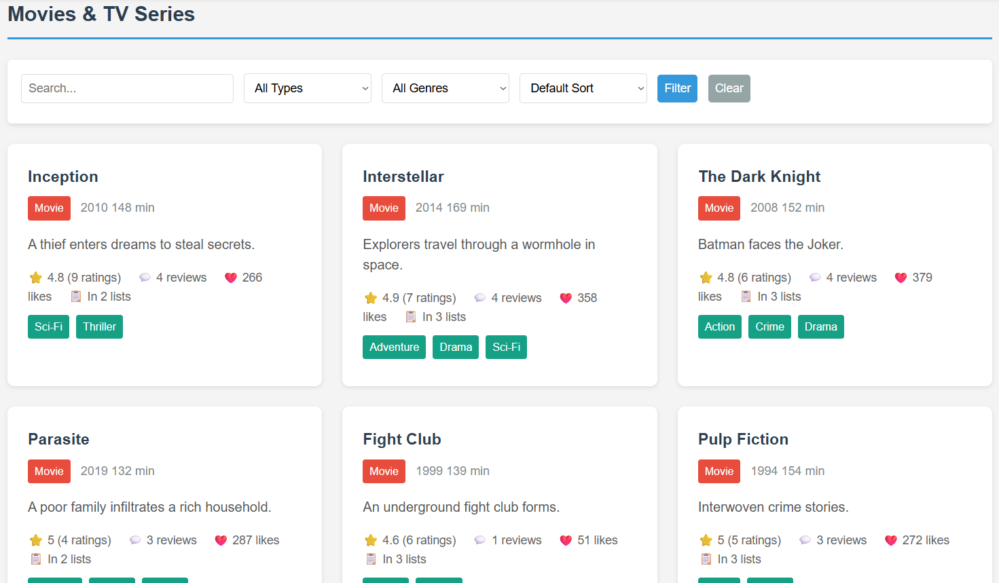 Movies & TV Series
Search... All Types All Genres Default Sort Filter Clear
Inception
Movie 2010 148 min
A thief enters dreams to steal secrets.
4.8 (9 ratings) 4 reviews 266
likes In 2 lists
Sci-Fi Thriller
Interstellar
Movie 2014 169 min
Explorers travel through a wormhole in
space.
4.9 (7 ratings) 4 reviews 358
likes In 3 lists
Adventure Drama Sci-Fi
The Dark Knight
Movie 2008 152 min
Batman faces the Joker.
4.8 (6 ratings) 4 reviews 379
likes In 3 lists
Action Crime Drama
Parasite
Movie 2019 132 min
A poor family infiltrates a rich household.
5 (4 ratings) 3 reviews 287 likes
In 2 lists
Fight Club
Movie 1999 139 min
An underground fight club forms.
4.6 (6 ratings) 1 reviews 51 likes
In 3 lists
Pulp Fiction
Movie 1994 154 min
Interwoven crime stories.
5 (5 ratings) 3 reviews 272 likes
In 3 lists